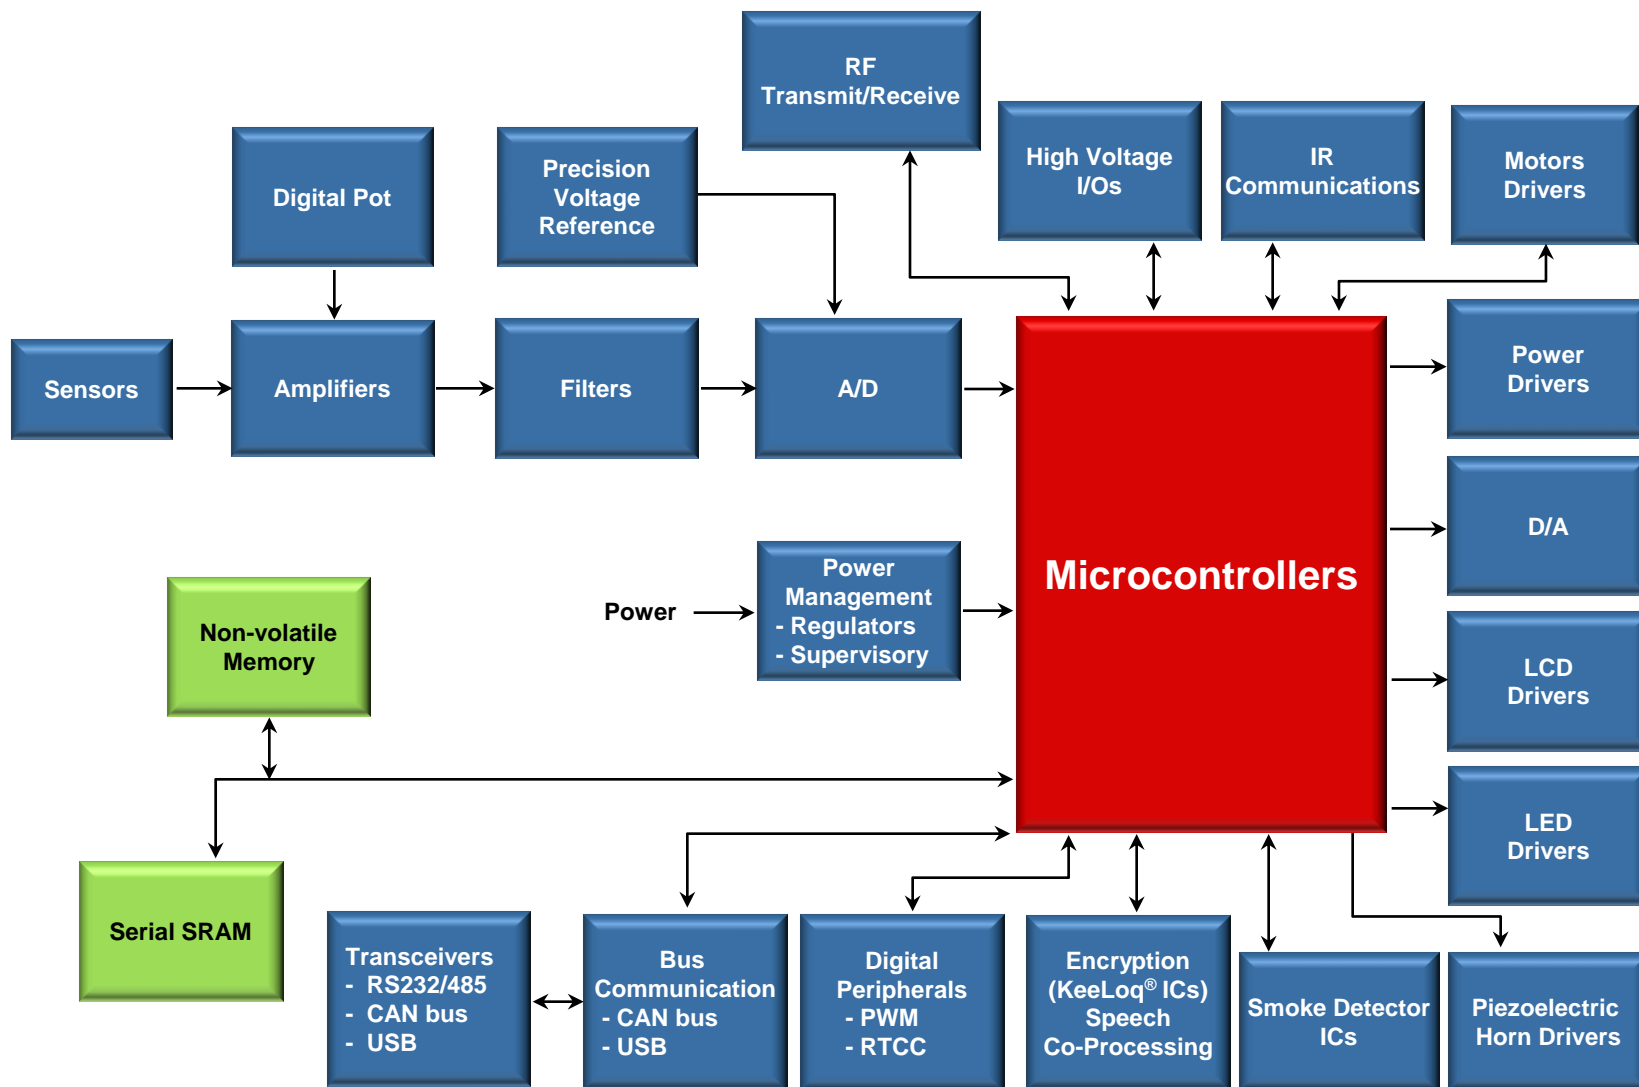 RF
Transmit/Receive
High Voltage
I/Os
IR
Communications
Motors
Drivers
Digital Pot
Precision
Voltage
Reference
Sensors
Amplifiers
Filters
A/D
Microcontrollers
Power
Drivers
D/A
LCD
Drivers
LED
Drivers
Power
Power
Management
- Regulators
- Supervisory
Non-volatile
Memory
Serial SRAM
Transceivers
- RS232/485
- CAN bus
- USB
Bus
Communication
- CAN bus
- USB
Digital
Peripherals
- PWM
- RTCC
Encryption
(KeeLoq® ICs)
Speech
Co-Processing
Smoke Detector
ICs
Piezoelectric
Horn Drivers